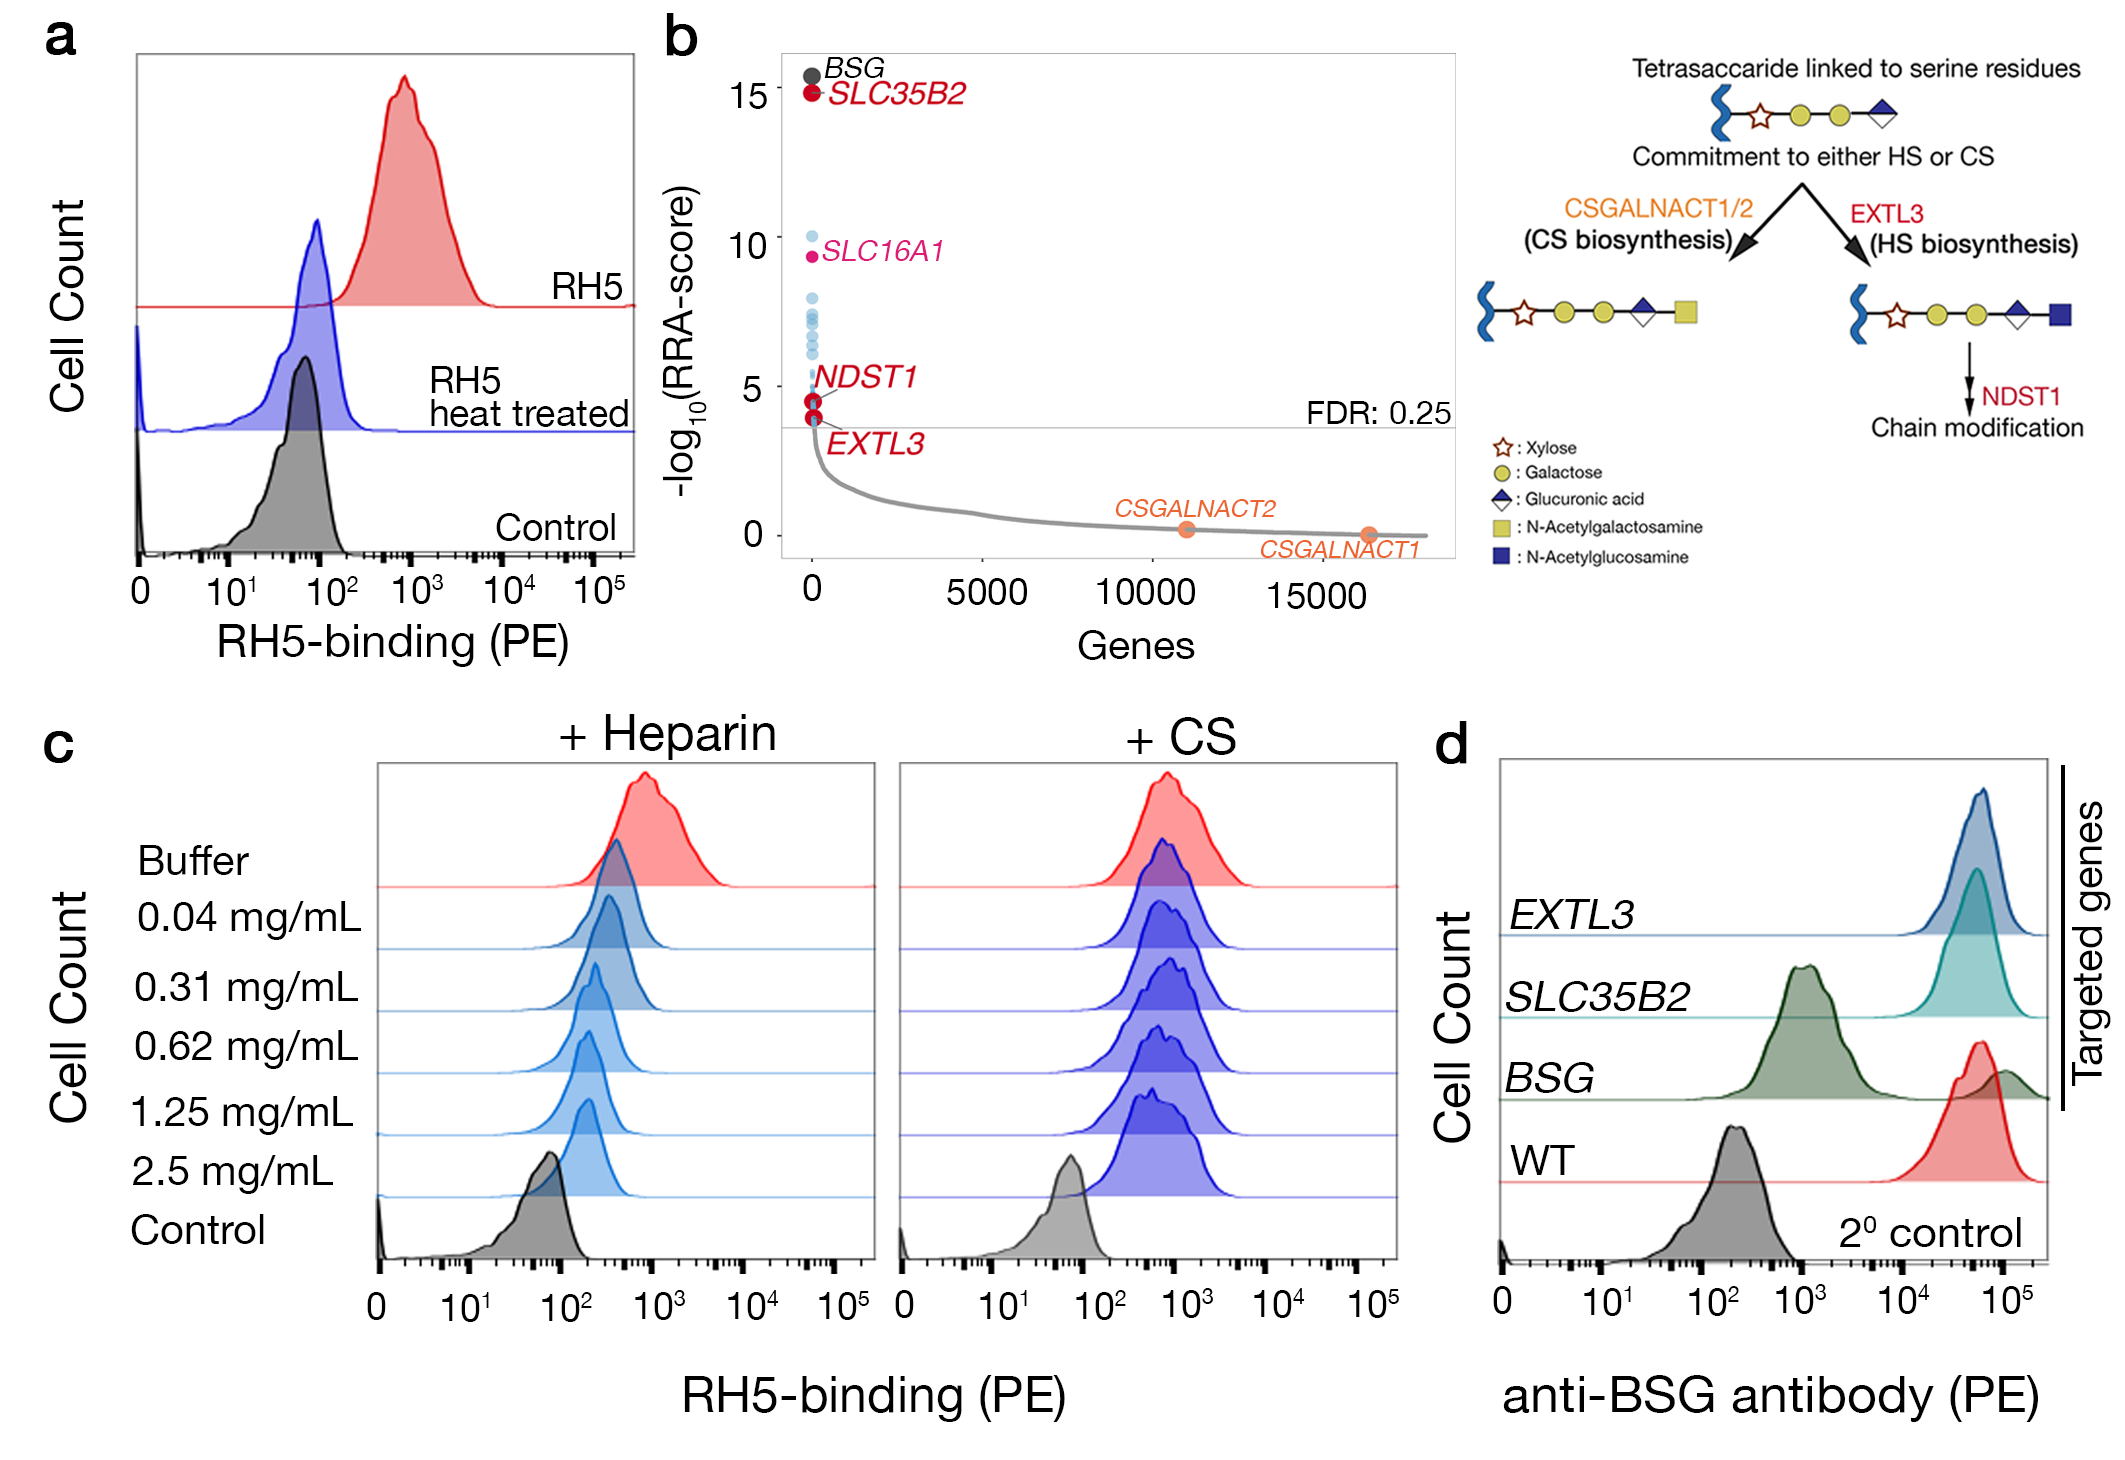 a
Cell Count
RH5
RH5
heat treated
Control
0 10¹ 10² 10³ 10⁴ 10⁵
RH5-binding (PE)
b
-log₁₀(RRA-score)
15
10
5
0
BSG
SLC35B2
SLC16A1
NDST1
EXTL3
FDR: 0.25
CSGALNACT2
CSGALNACT1
0 5000 10000 15000
Genes
Tetrasaccaride linked to serine residues
Commitment to either HS or CS
CSGALNACT1/2
(CS biosynthesis)
EXTL3
(HS biosynthesis)
NDST1
Chain modification
: Xylose
: Galactose
: Glucuronic acid
: N-Acetylgalactosamine
: N-Acetylglucosamine
c
+ Heparin
+ CS
Cell Count
Buffer
0.04 mg/mL
0.31 mg/mL
0.62 mg/mL
1.25 mg/mL
2.5 mg/mL
Control
0 10¹ 10² 10³ 10⁴ 10⁵
0 10¹ 10² 10³ 10⁴ 10⁵
RH5-binding (PE)
d
Cell Count
EXTL3
SLC35B2
BSG
WT
2⁰ control
Targeted genes
0 10¹ 10² 10³ 10⁴ 10⁵
anti-BSG antibody (PE)